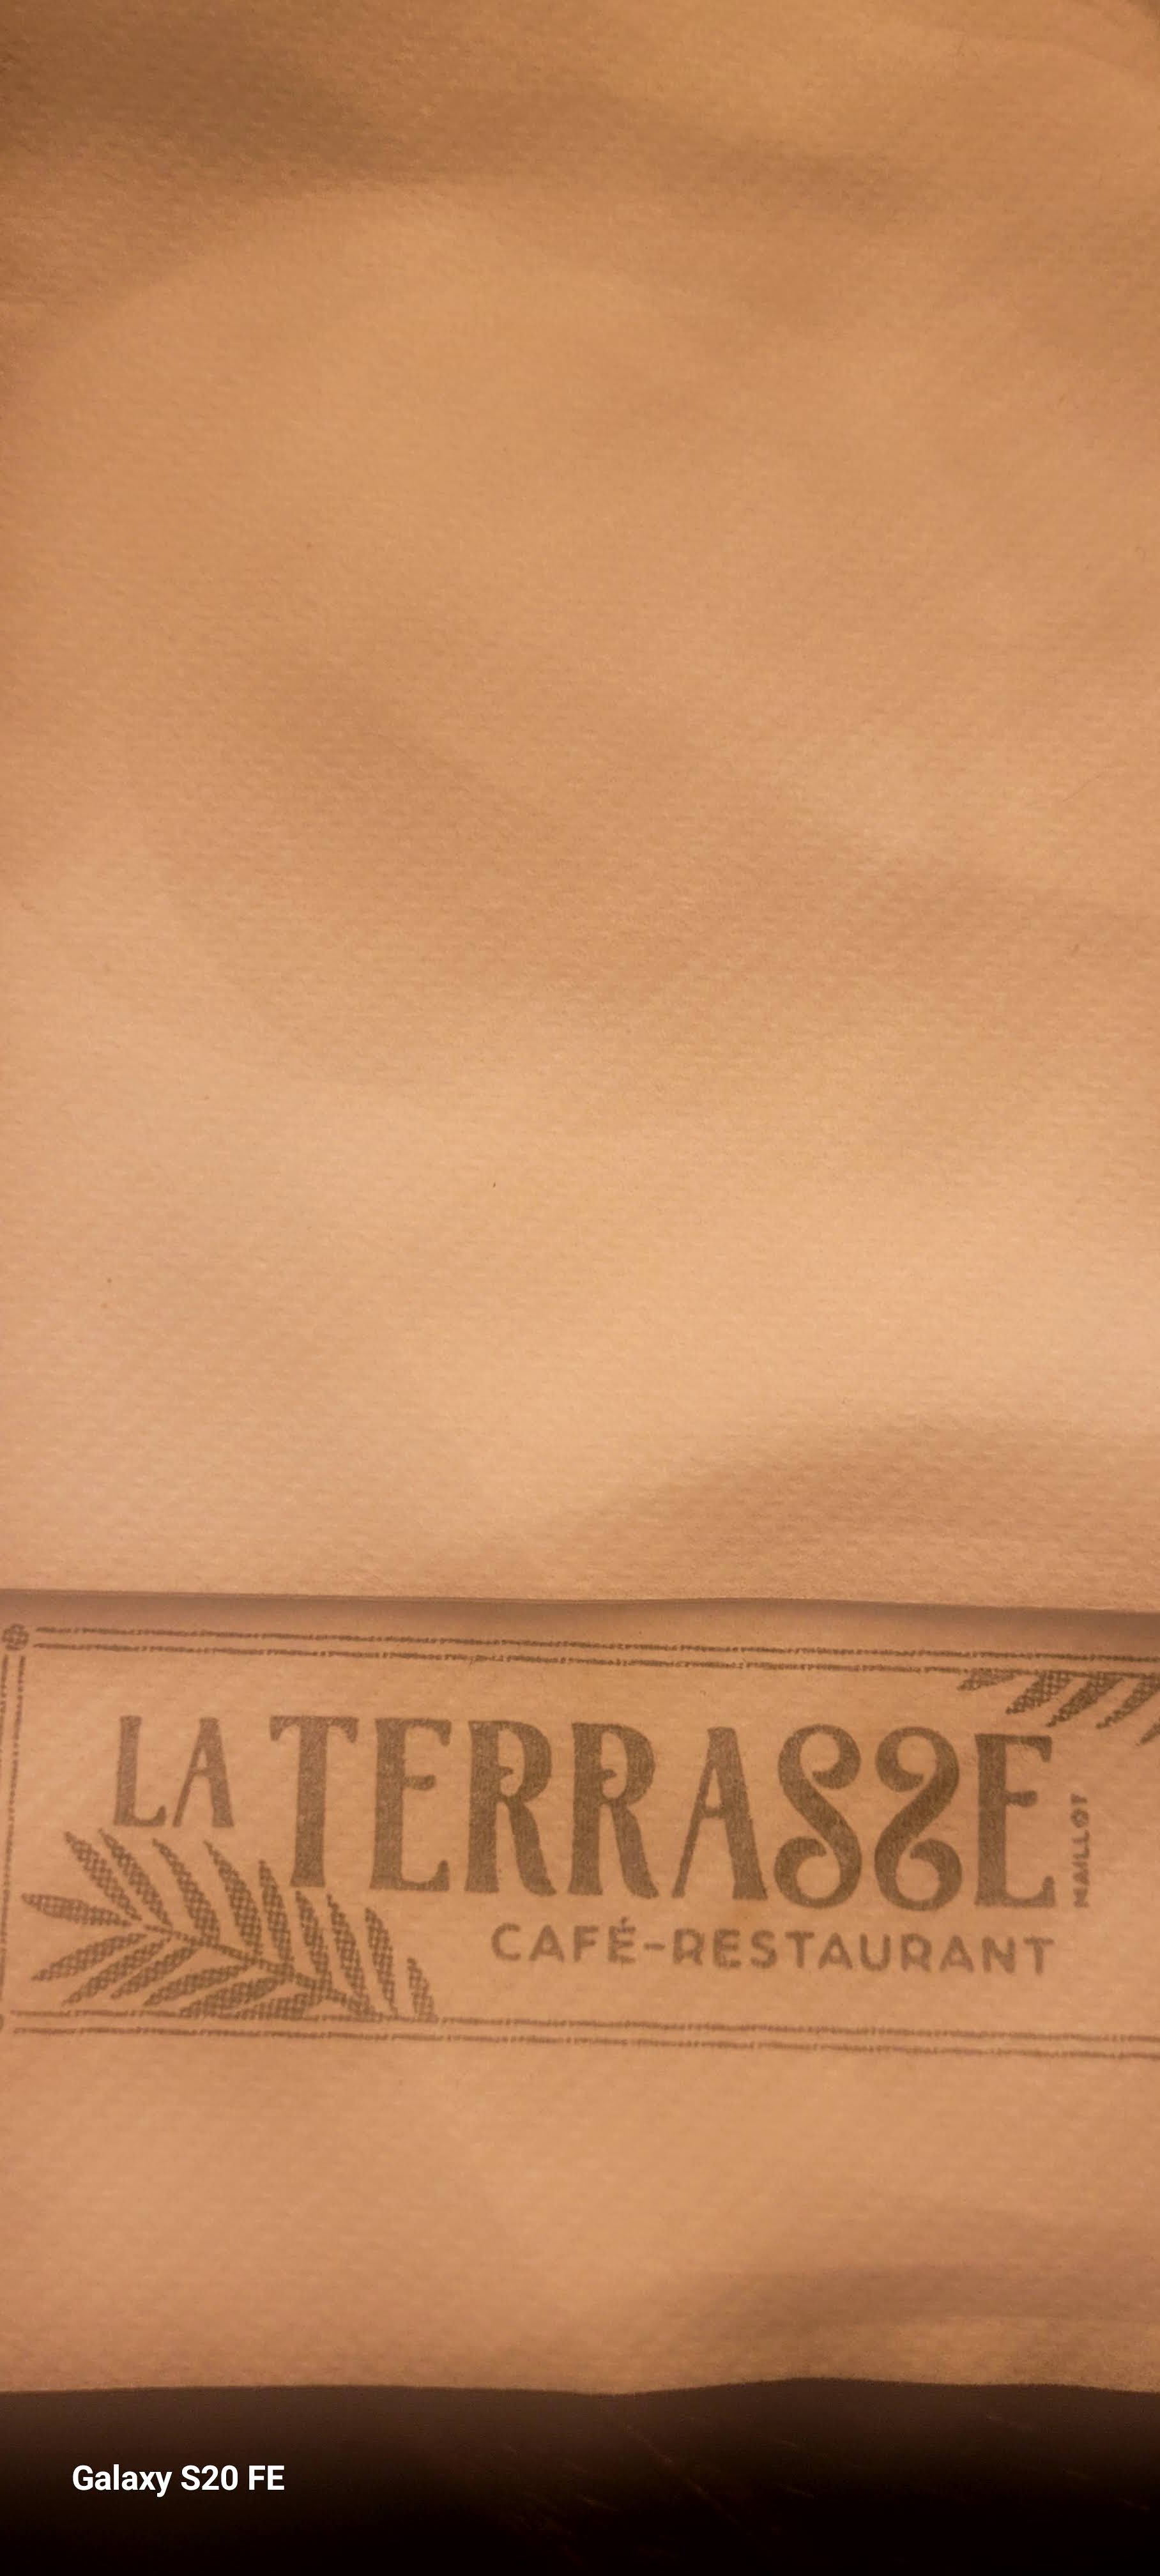 LA TERRASSE
MAILLOT
CAFÉ-RESTAURANT
Galaxy S20 FE